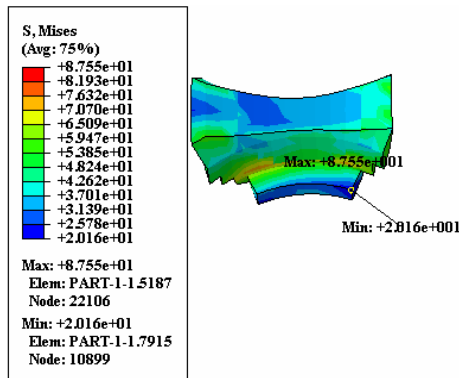 S, Mises
(Avg: 75%)
+8.755e+01
+8.193e+01
+7.632e+01
+7.070e+01
+6.509e+01
+5.947e+01
+5.385e+01
+4.824e+01
+4.262e+01
+3.701e+01
+3.139e+01
+2.578e+01
+2.016e+01
Max: +8.755e+01
Elem: PART-1-1.5187
Node: 22106
Min: +2.016e+01
Elem: PART-1-1.7915
Node: 10899
Max: +8.755e+001
Min: +2.016e+001